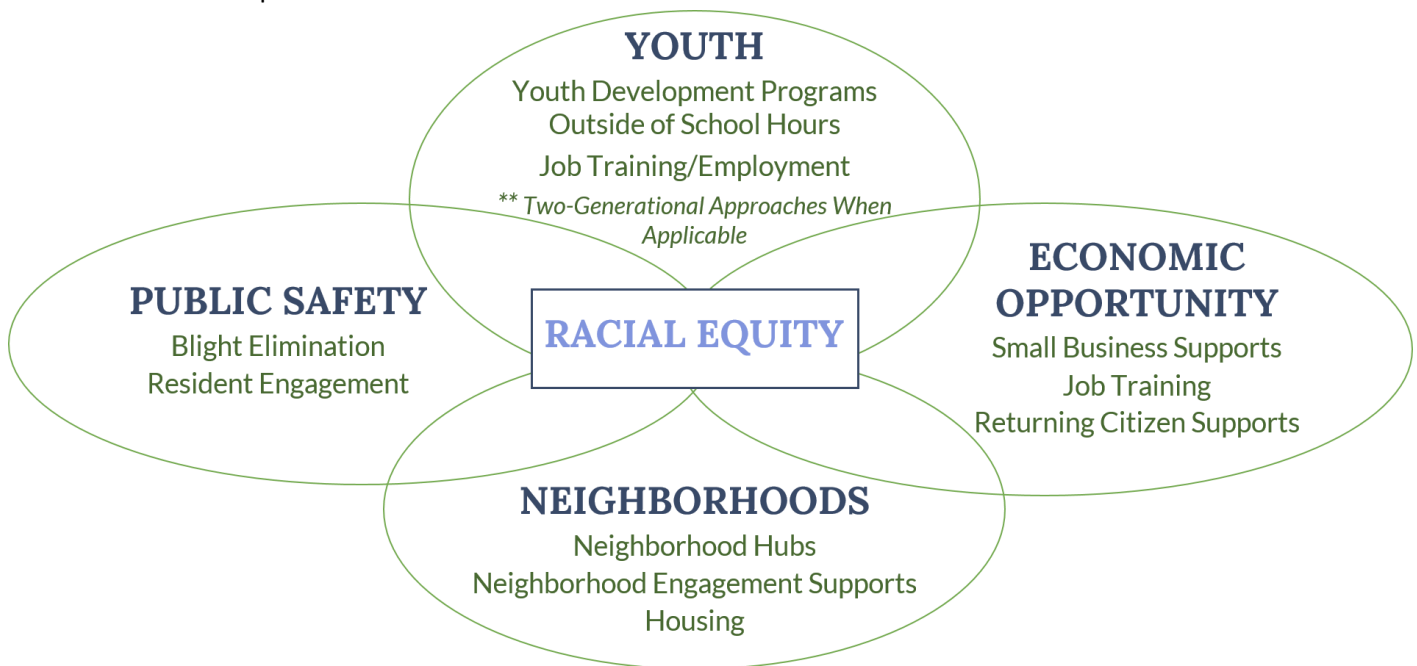 YOUTH
Youth Development Programs
Outside of School Hours
Job Training/Employment
** Two-Generational Approaches When
Applicable
PUBLIC SAFETY
Blight Elimination
Resident Engagement
RACIAL EQUITY
ECONOMIC
OPPORTUNITY
Small Business Supports
Job Training
Returning Citizen Supports
NEIGHBORHOODS
Neighborhood Hubs
Neighborhood Engagement Supports
Housing